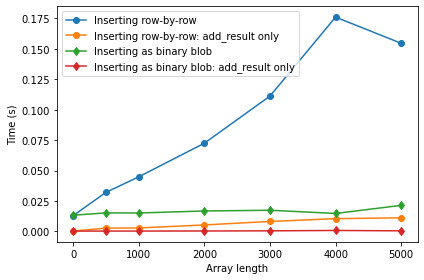 0.175
0.150
0.125
0.100
0.075
0.050
0.025
0.000
Time (s)
Inserting row-by-row
Inserting row-by-row: add_result only
Inserting as binary blob
Inserting as binary blob: add_result only
0 1000 2000 3000 4000 5000
Array length